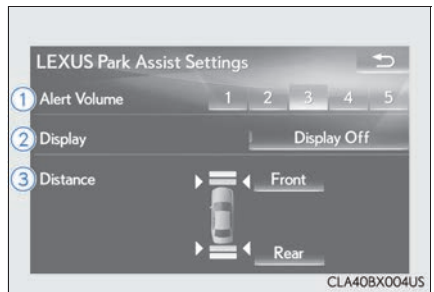 LEXUS Park Assist Settings
1 Alert Volume 1 2 3 4 5
2 Display Display Off
3 Distance Front
Rear
CLA40BX004US